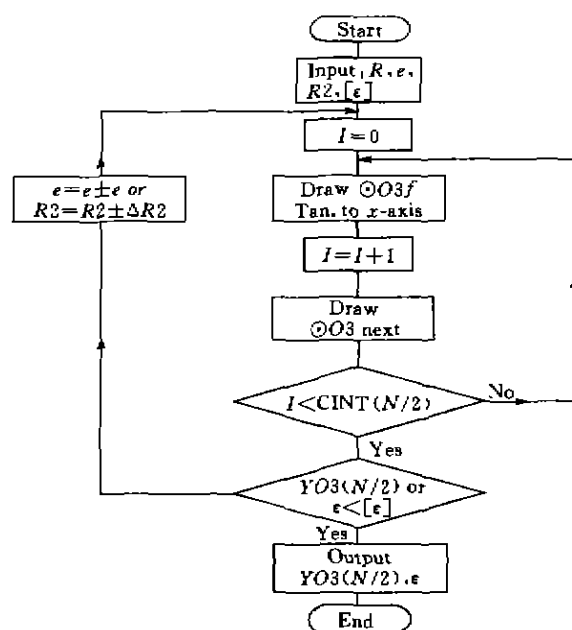 Start
Input, R, e,
R2, [ε]
I=0
e=e±e or
R2=R2±ΔR2
Draw ⊙O3f
Tan. to x-axis
I=I+1
Draw
⊙O3 next
I<CINT(N/2)
No
Yes
YO3(N/2) or
ε<[ε]
Yes
Output
YO3(N/2).ε
End